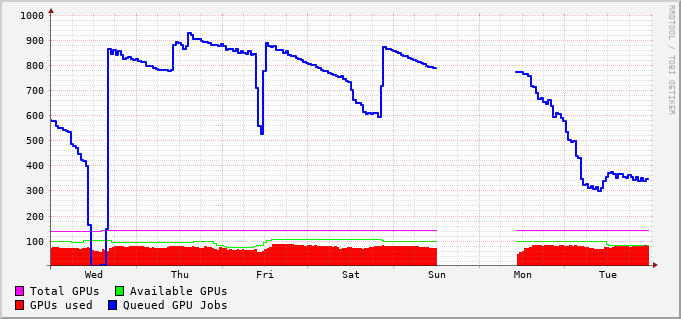 1000
900
800
700
600
500
400
300
200
100
Wed Thu Fri Sat Sun Mon Tue
Total GPUs Available GPUs
GPUs used Queued GPU Jobs
RRDTOOL / TOBI OETIKER